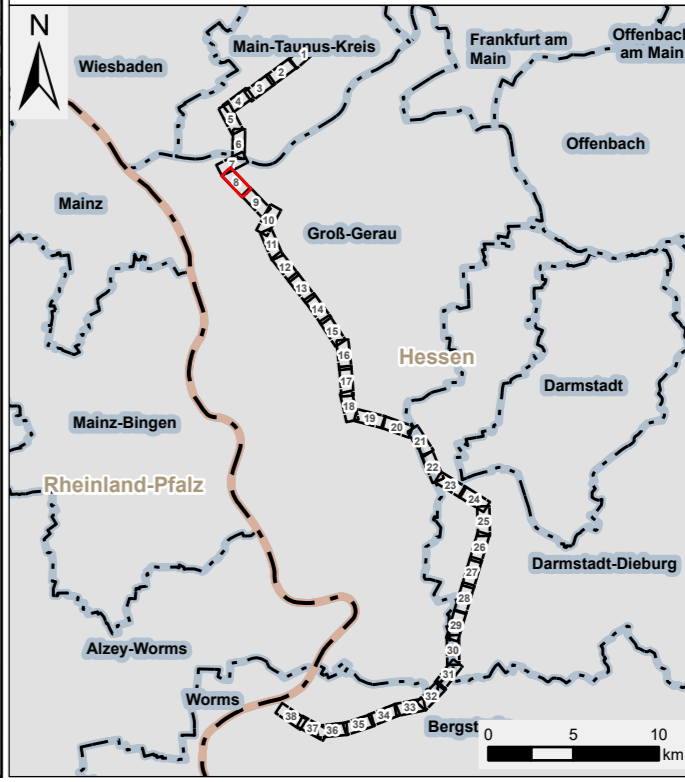 N
Main-Taunus-Kreis
Frankfurt am
Main
Offenbach
am Main
Wiesbaden
Offenbach
Mainz
Groß-Gerau
Hessen
Darmstadt
Mainz-Bingen
Rheinland-Pfalz
Darmstadt-Dieburg
Alzey-Worms
Worms
Bergst
1
2
3
4
5
6
7
8
9
10
11
12
13
14
15
16
17
18
19
20
21
22
23
24
25
26
27
28
29
30
31
32
33
34
35
36
37
38
0 5 10
km